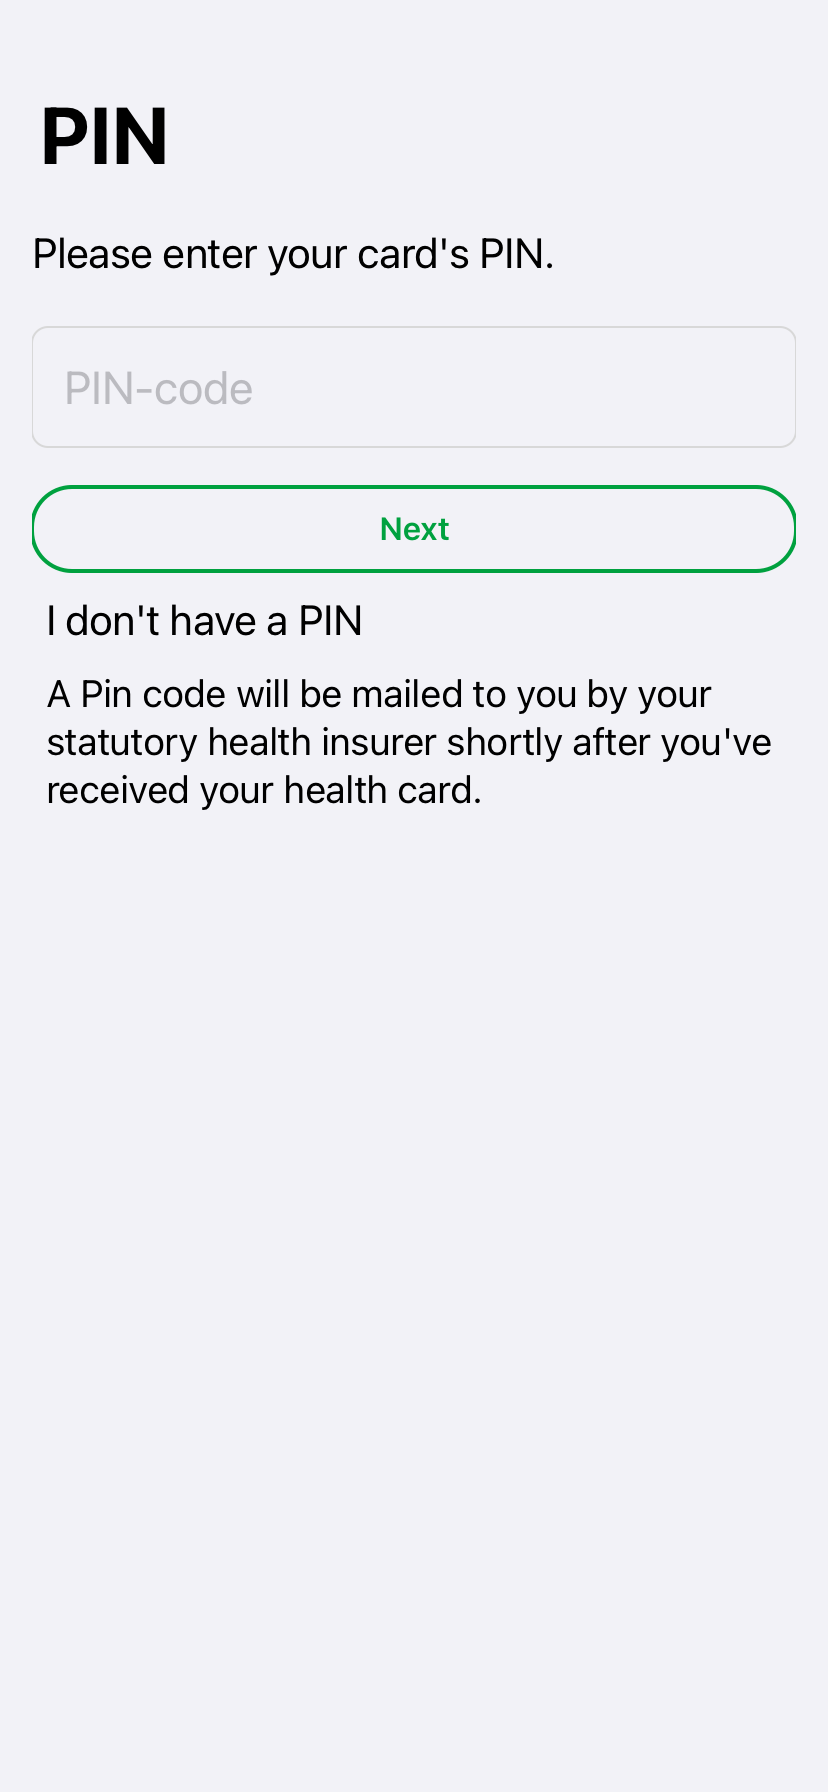 PIN
Please enter your card's PIN.
PIN-code
Next
I don't have a PIN
A Pin code will be mailed to you by your
statutory health insurer shortly after you've
received your health card.